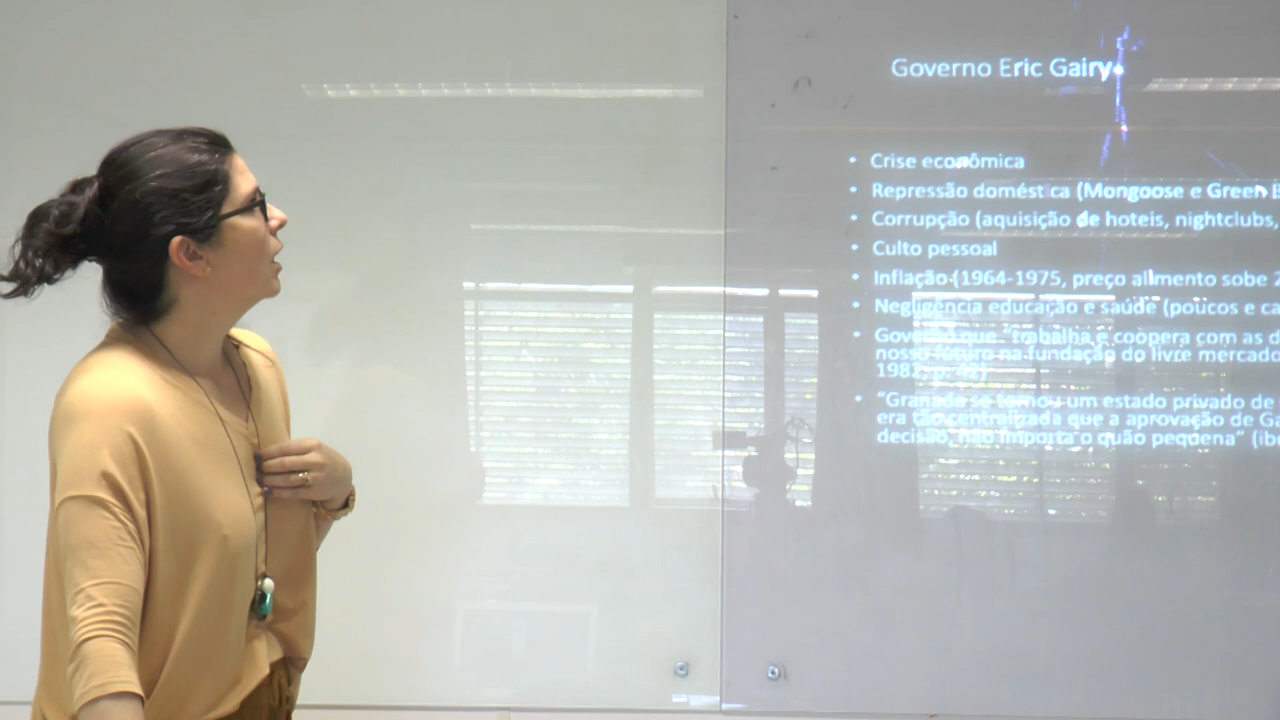 Governo Eric Gairy
• Crise econômica
• Repressão doméstica (Mongoose e Green
• Corrupção (aquisição de hoteis, nightclubs,
• Culto pessoal
• Inflação (1964-1975, preço alimento sobe
• Negligência educação e saúde (poucos e
• Governo que “trabalha e coopera com as
nosso futuro na fundação do livre mercado
1982, p. 42)
• “Granada se tornou um estado privado de
era tão centralizada que a aprovação de
decisão, não importa o quão pequena” (